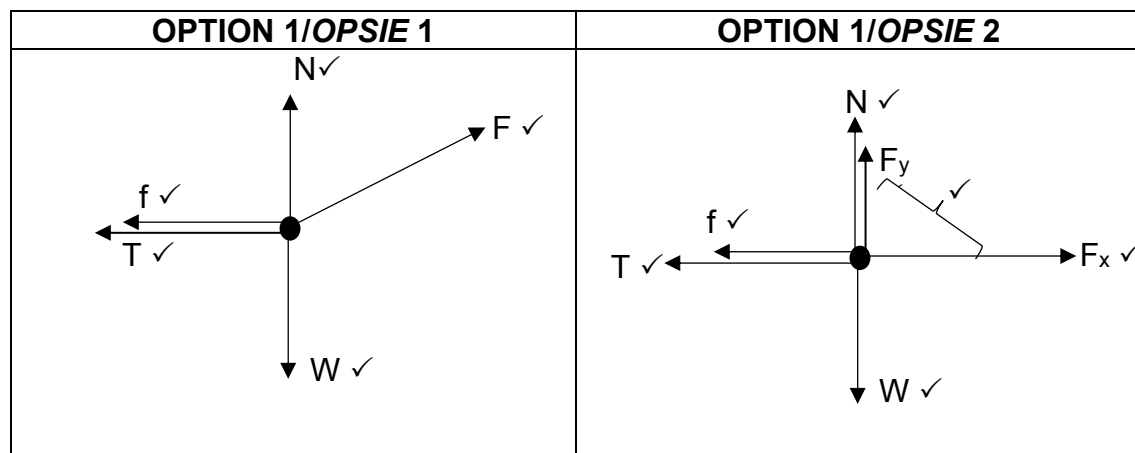 OPTION 1/OPSIE 1
N✓
F ✓
f ✓
T ✓
W ✓
OPTION 1/OPSIE 2
N ✓
Fy
✓
f ✓
T ✓
Fx ✓
W ✓